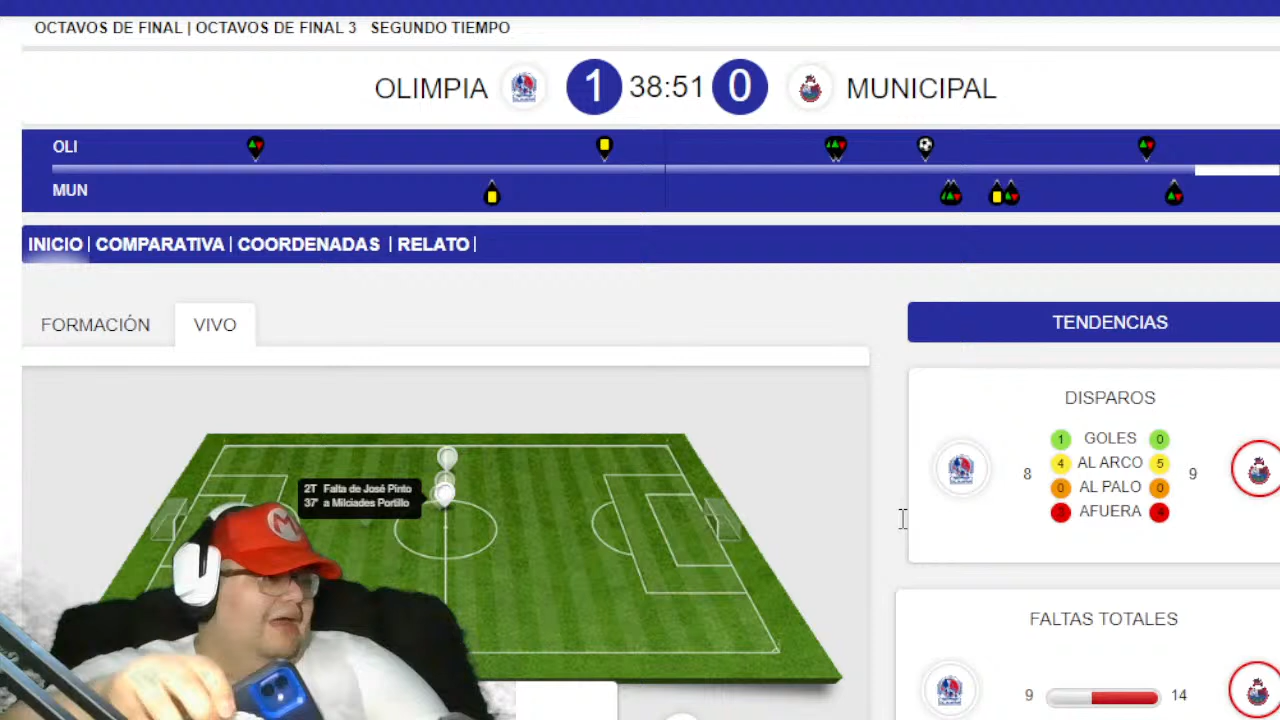 OCTAVOS DE FINAL | OCTAVOS DE FINAL 3 SEGUNDO TIEMPO
OLIMPIA 1 38:51 0 MUNICIPAL
OLI
MUN
INICIO | COMPARATIVA | COORDENADAS | RELATO |
FORMACIÓN VIVO
TENDENCIAS
DISPAROS
1 GOLES 0
4 AL ARCO 5
8 9
0 AL PALO 0
3 AFUERA 4
2T Falta de José Pinto
37' a Milciades Portillo
FALTAS TOTALES
9 14